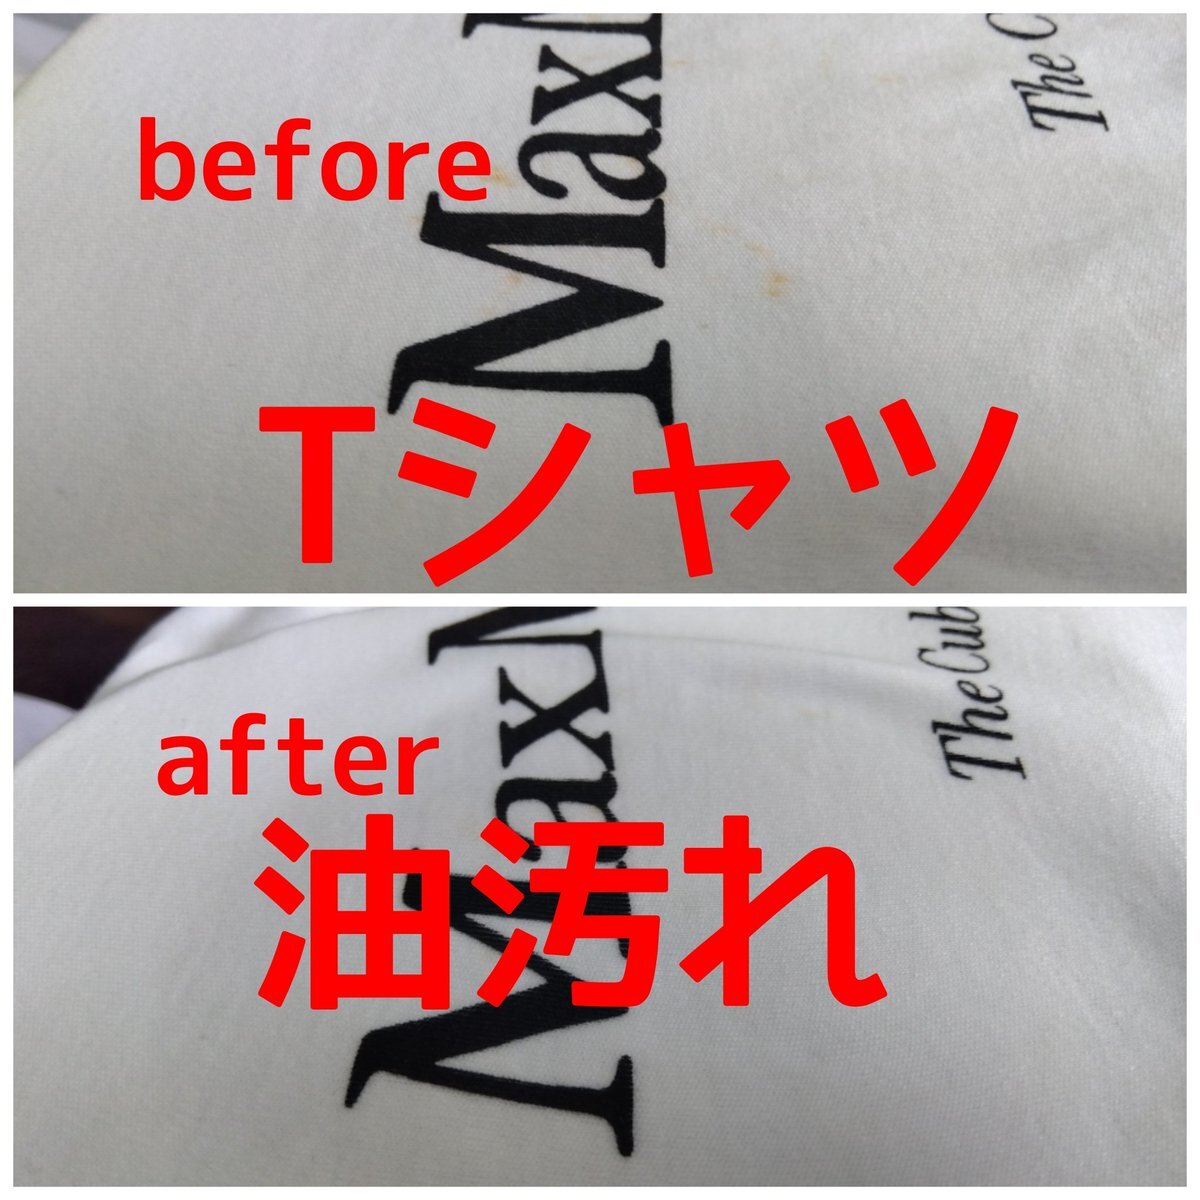 before
MaxM
The C
Tシャツ
after
MaxM
The Cub
油汚れ